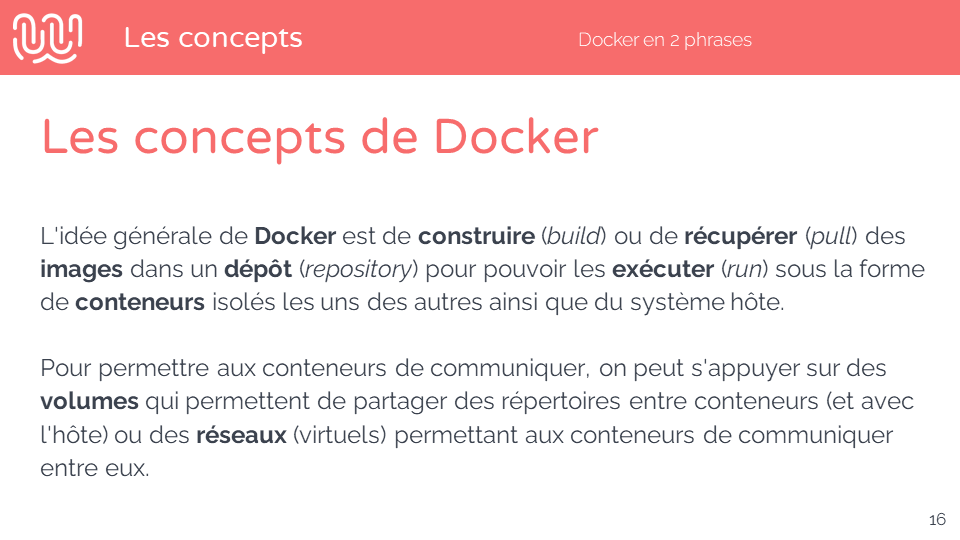 Les concepts
Docker en 2 phrases
Les concepts de Docker
L'idée générale de Docker est de construire (build) ou de récupérer (pull) des
images dans un dépôt (repository) pour pouvoir les exécuter (run) sous la forme
de conteneurs isolés les uns des autres ainsi que du système hôte.
Pour permettre aux conteneurs de communiquer, on peut s'appuyer sur des
volumes qui permettent de partager des répertoires entre conteneurs (et avec
l'hôte) ou des réseaux (virtuels) permettant aux conteneurs de communiquer
entre eux.
16